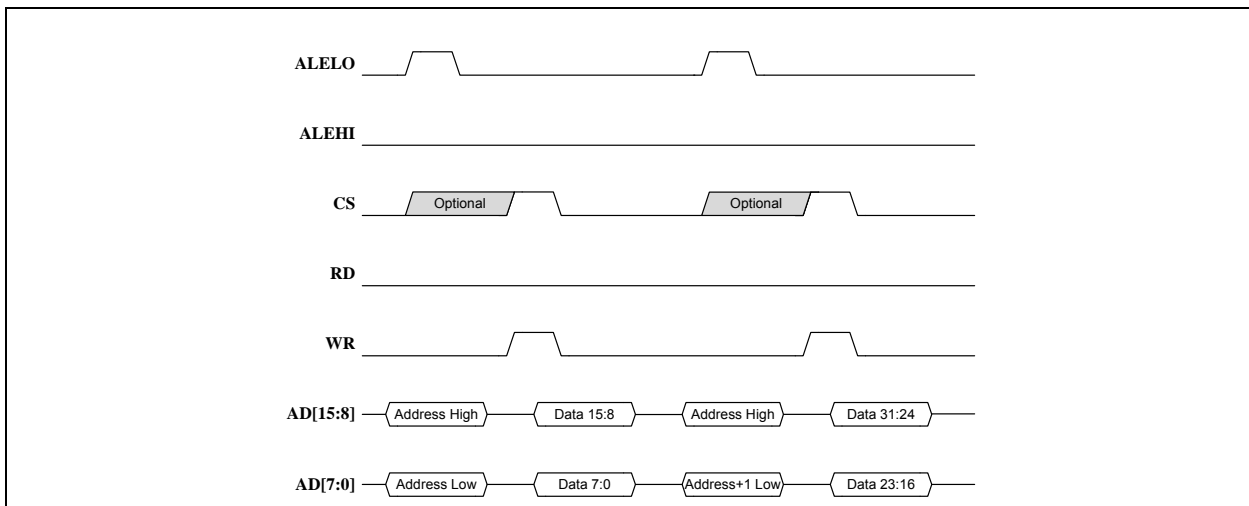 ALELO
ALEHI
CS Optional Optional
RD
WR
AD[15:8] Address High Data 15:8 Address High Data 31:24
AD[7:0] Address Low Data 7:0 Address+1 Low Data 23:16